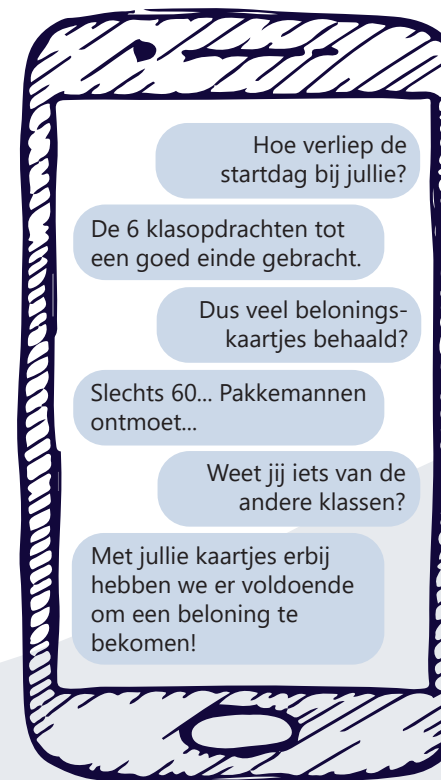 Hoe verliep de
startdag bij jullie?
De 6 klasopdrachten tot
een goed einde gebracht.
Dus veel belonings-
kaartjes behaald?
Slechts 60... Pakkemannen
ontmoet...
Weet jij iets van de
andere klassen?
Met jullie kaartjes erbij
hebben we er voldoende
om een beloning te
bekomen!